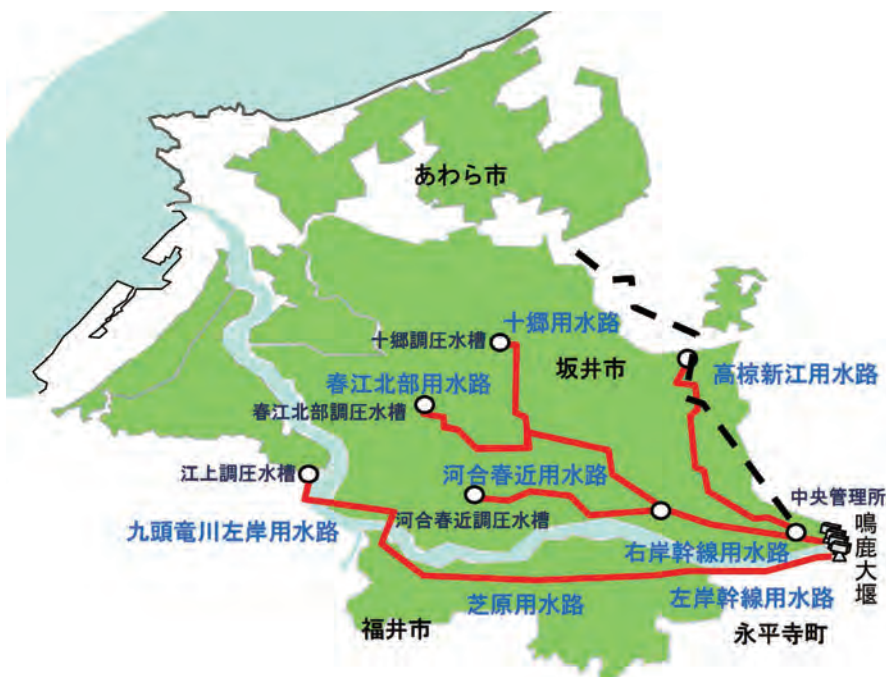 あわら市
十郷用水路
十郷調圧水槽
坂井市
高椋新江用水路
春江北部用水路
春江北部調圧水槽
江上調圧水槽
河合春近用水路
中央管理所
河合春近調圧水槽
鳴鹿大堰
九頭竜川左岸用水路
右岸幹線用水路
芝原用水路
左岸幹線用水路
福井市
永平寺町